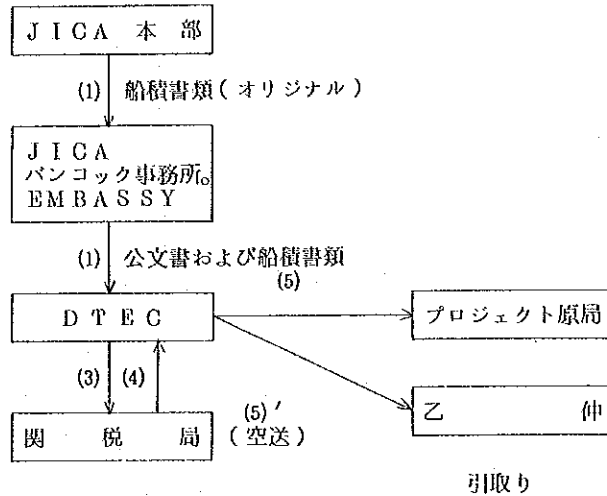 JICA 本部
(1) 船積書類(オリジナル)
JICA
バンコック事務所。
EMBASSY
(1) 公文書および船積書類
(5)
DTEC
プロジェクト原局
(3) (4)
乙仲
関税局
(5)′
(空送)
引取り